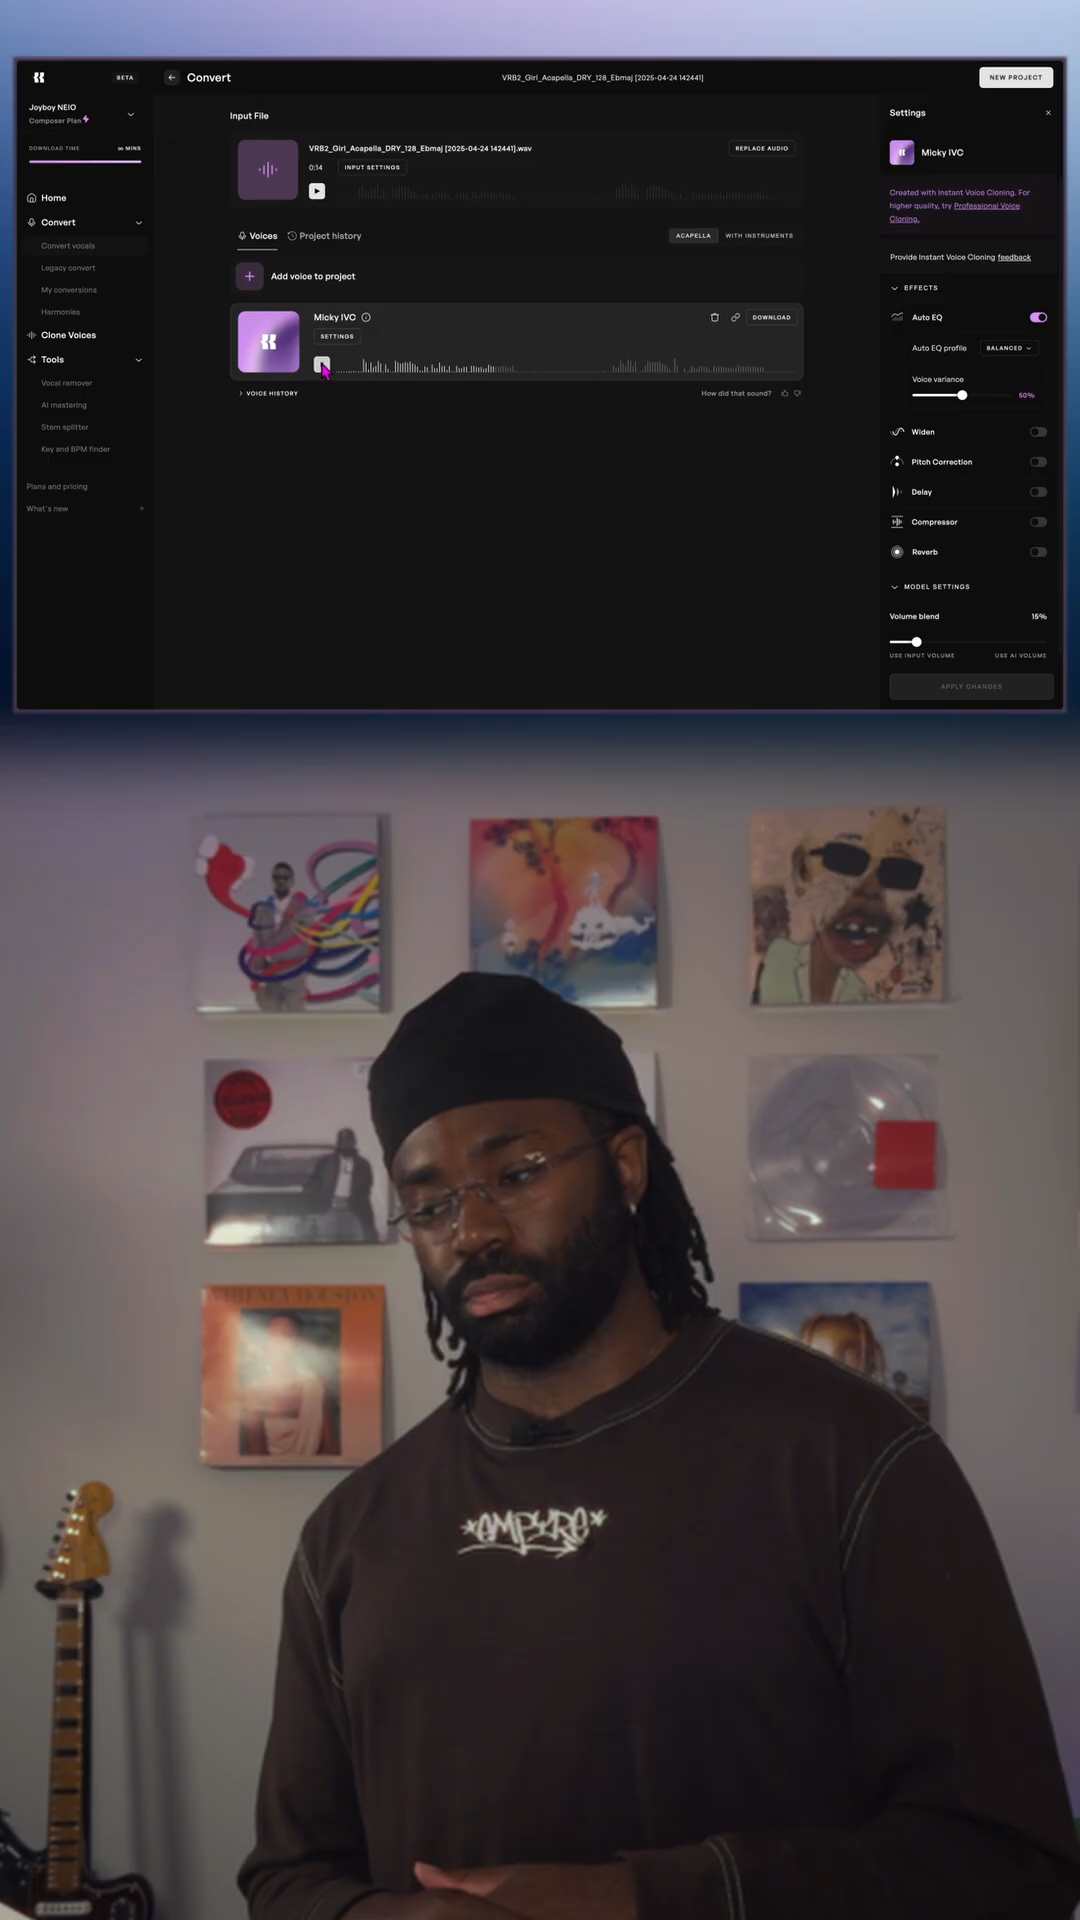 BETA
Convert
VRB2_Girl_Acapella_DRY_128_Ebmaj [2025-04-24 142441]
NEW PROJECT
Joyboy NEIO
Composer Plan
DOWNLOAD TIME
∞ MINS
Home
Convert
Convert vocals
Legacy convert
My conversions
Harmonies
Clone Voices
Tools
Vocal remover
AI mastering
Stem splitter
Key and BPM finder
Plans and pricing
What's new
Input File
VRB2_Girl_Acapella_DRY_128_Ebmaj [2025-04-24 142441].wav
REPLACE AUDIO
0:14
INPUT SETTINGS
Voices
Project history
ACAPELLA
WITH INSTRUMENTS
Add voice to project
Micky IVC
DOWNLOAD
SETTINGS
VOICE HISTORY
How did that sound?
Settings
Micky IVC
Created with Instant Voice Cloning. For
higher quality, try Professional Voice
Cloning.
Provide Instant Voice Cloning feedback
EFFECTS
Auto EQ
Auto EQ profile
BALANCED
Voice variance
50%
Widen
Pitch Correction
Delay
Compressor
Reverb
MODEL SETTINGS
Volume blend
15%
USE INPUT VOLUME
USE AI VOLUME
APPLY CHANGES
WHITNEY HOUSTON
*EMPYRE*